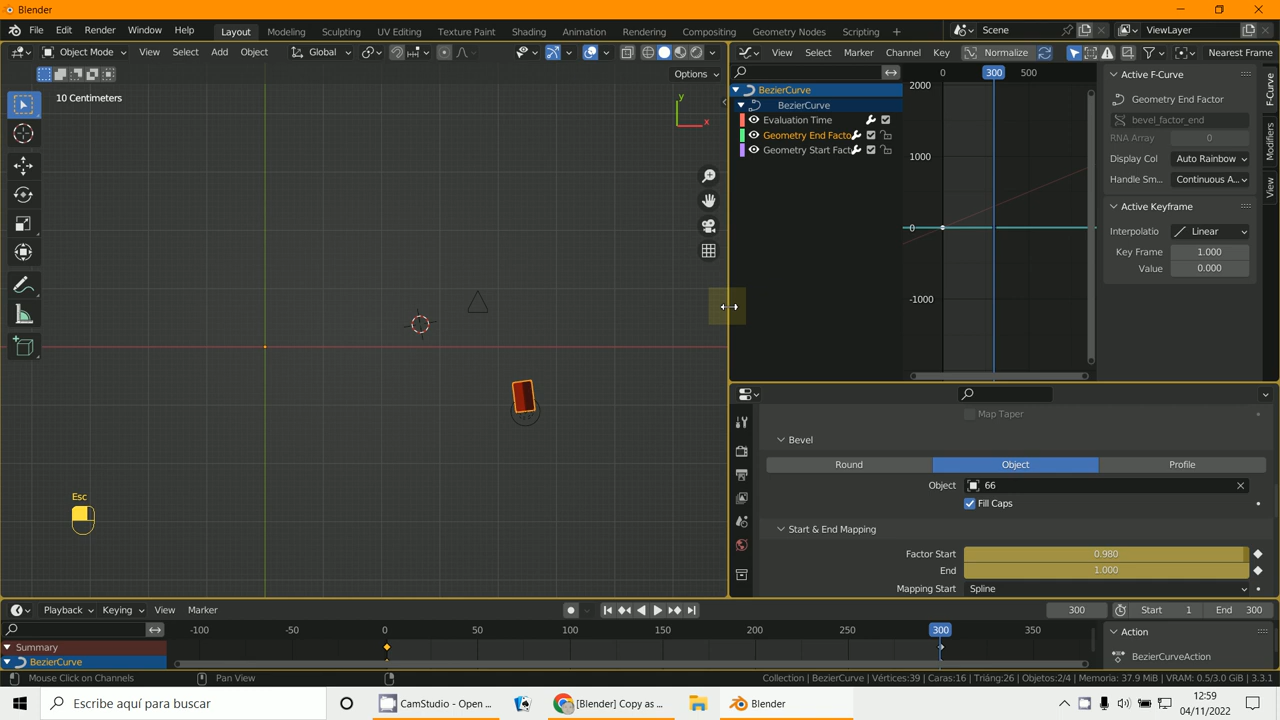 Blender
File Edit Render Window Help Layout Modeling Sculpting UV Editing Texture Paint Shading Animation Rendering Compositing Geometry Nodes Scripting + Scene ViewLayer
Object Mode View Select Add Object Global View Select Marker Channel Key Normalize Nearest Frame
Options
10 Centimeters
y
x
0 300 500
2000
1000
0
-1000
BezierCurve
BezierCurve
Evaluation Time
Geometry End Facto
Geometry Start Fact
Active F-Curve
Geometry End Factor
bevel_factor_end
RNA Array 0
Display Col Auto Rainbow
Handle Sm... Continuous A...
Active Keyframe
Interpolatio Linear
Key Frame 1.000
Value 0.000
F-Curve
Modifiers
View
Map Taper
Bevel
Round Object Profile
Object 66
Fill Caps
Start & End Mapping
Factor Start 0.980
End 1.000
Mapping Start Spline
Esc
Playback Keying View Marker 300 Start 1 End 300
-100 -50 0 50 100 150 200 250 300 350
Summary
BezierCurve
Action
BezierCurveAction
Mouse Click on Channels Pan View Collection | BezierCurve | Vértices:39 | Caras:16 | Triáng:26 | Objetos:2/4 | Memoria: 37.9 MiB | VRAM: 0.5/3.0 GiB | 3.3.1
Escribe aquí para buscar CamStudio - Open ... [Blender] Copy as ... Blender 12:59
04/11/2022